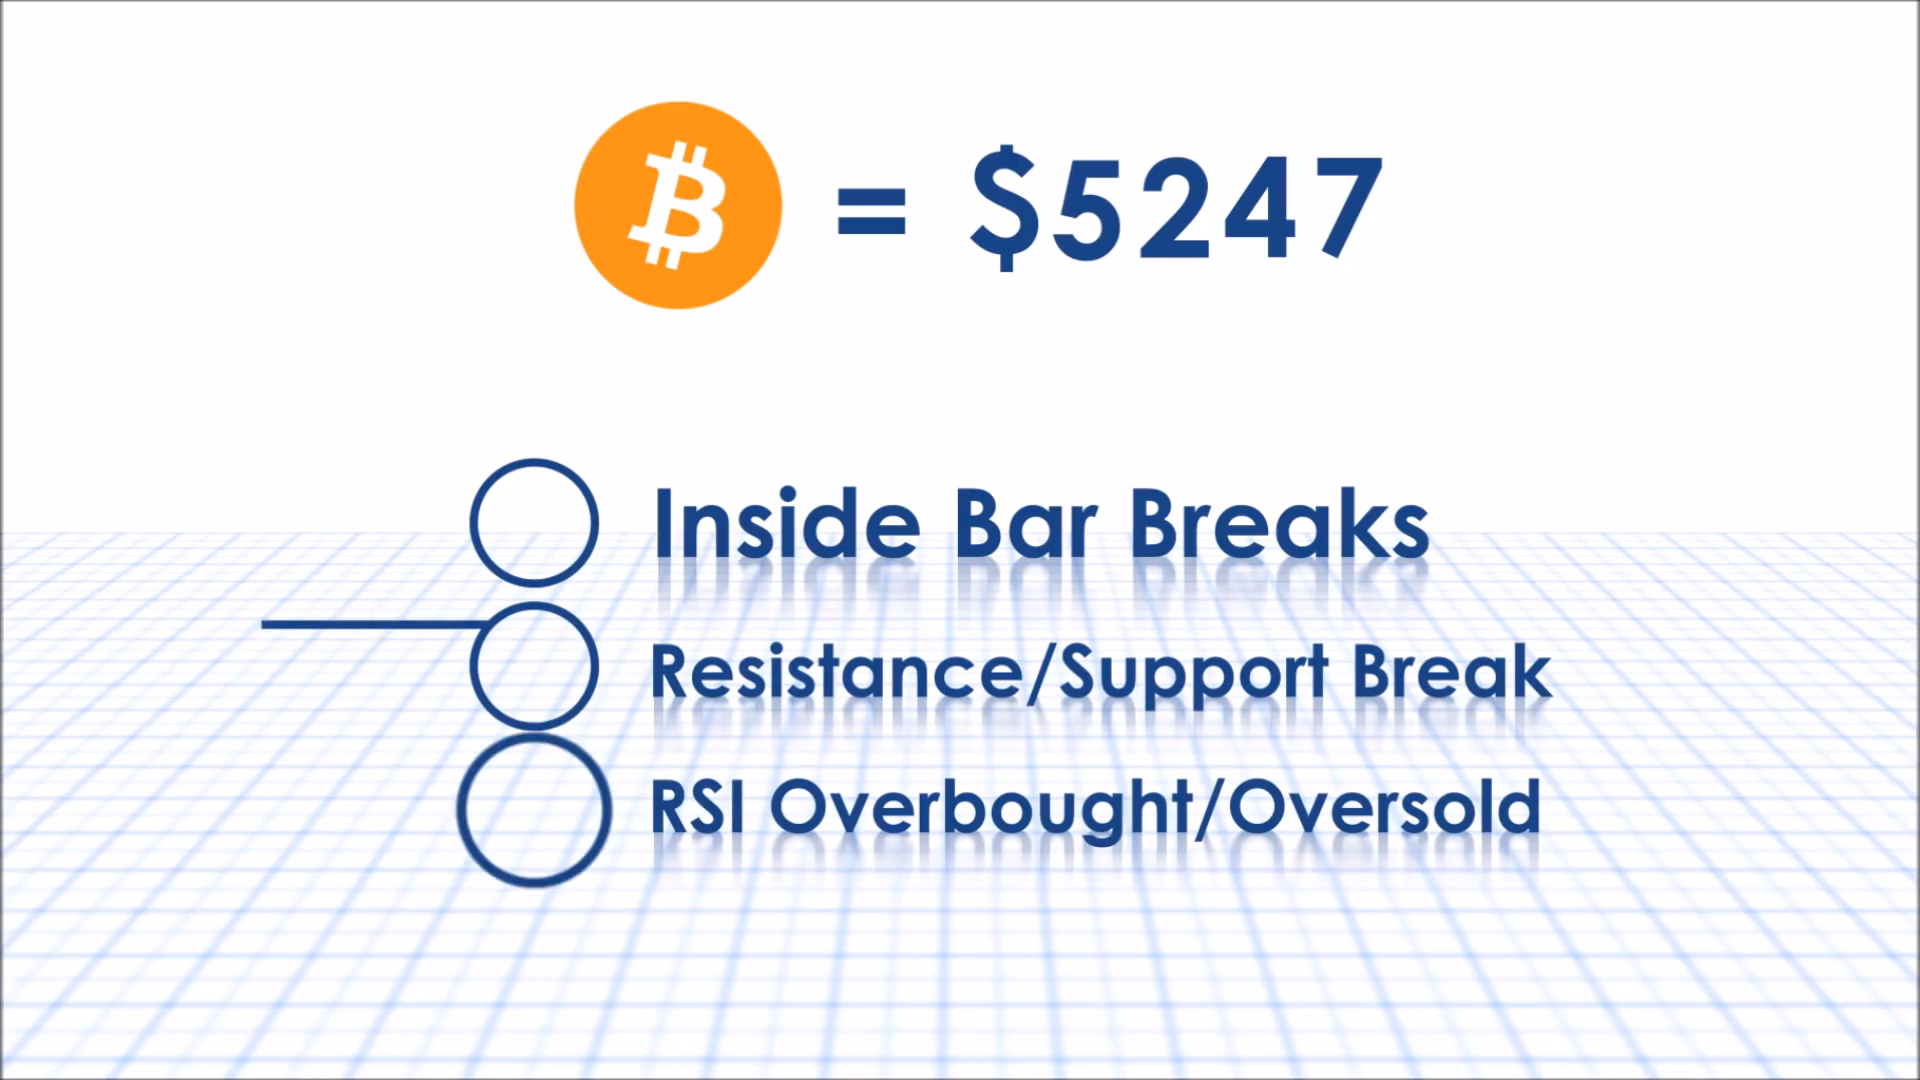 = $5247
Inside Bar Breaks
Resistance/Support Break
RSI Overbought/Oversold